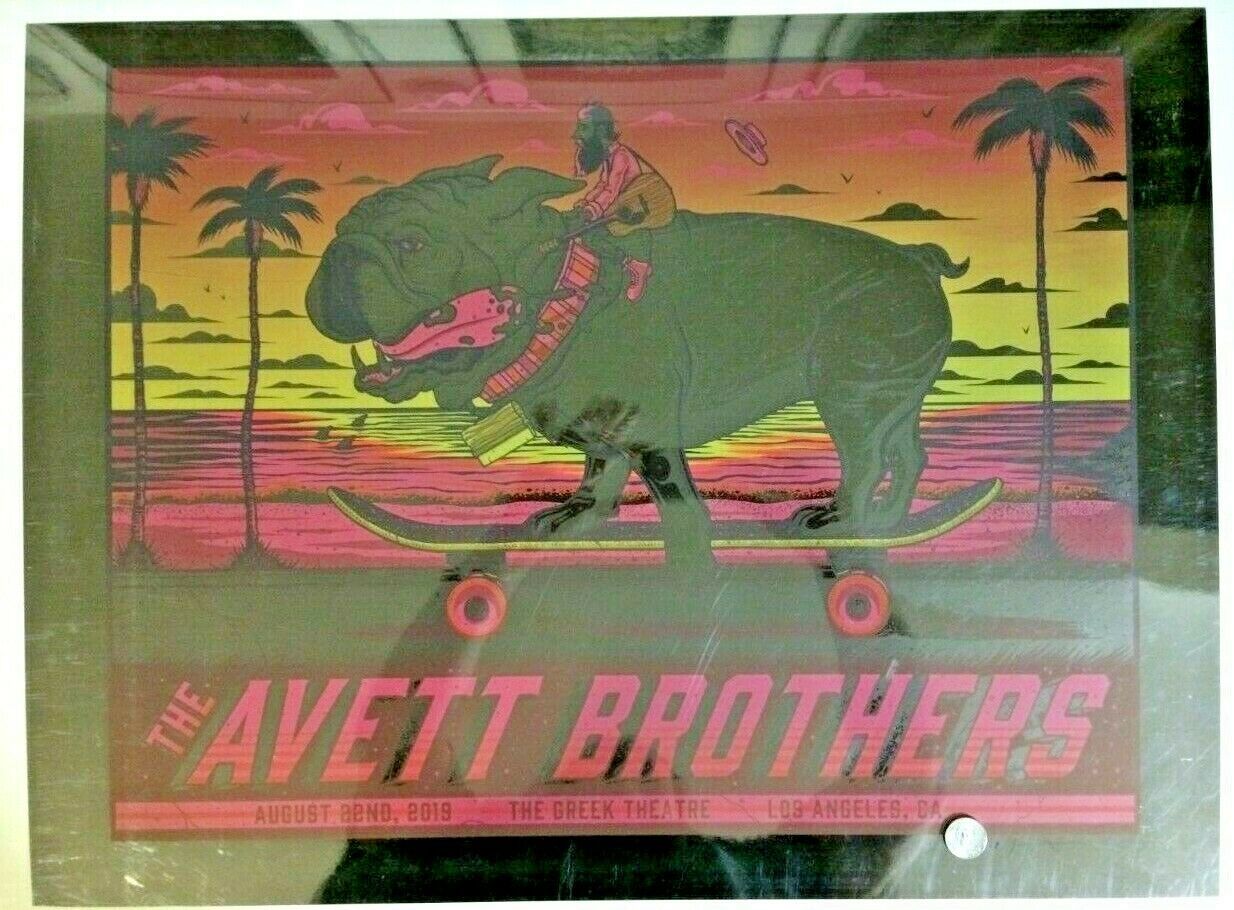 THE AVETT BROTHERS
AUGUST 22ND, 2019 THE GREEK THEATRE LOS ANGELES, CA